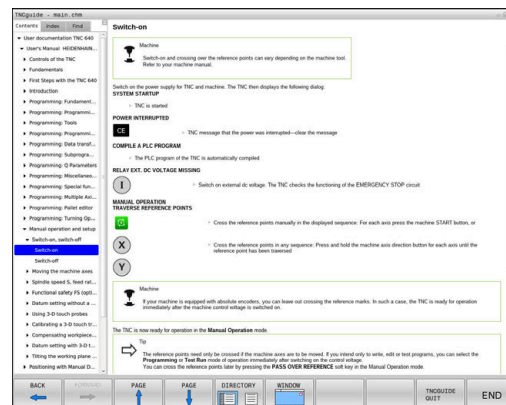 TNCguide - main.chm
Contents Index Find
User documentation TNC 640
User's Manual HEIDENHAIN...
Controls of the TNC
Fundamentals
First Steps with the TNC 640
Introduction
Programming: Fundament...
Programming: Programmi...
Programming: Tools
Programming: Programmi...
Programming: Data transf...
Programming: Subprogra...
Programming: Q Parameters
Programming: Miscellaneo...
Programming: Special fun...
Programming: Multiple Axi...
Programming: Pallet editor
Programming: Turning Op...
Manual operation and setup
Switch-on, switch-off
Switch-on
Switch-off
Moving the machine axes
Spindle speed S, feed rat...
Functional safety FS (opti...
Datum setting without a ...
Using 3-D touch probes
Calibrating a 3-D touch tr...
Compensating workpiece...
Datum setting with 3-D t...
Tilting the working plane ...
Positioning with Manual D...
Switch-on
Machine
Switch-on and crossing over the reference points can vary depending on the machine tool.
Refer to your machine manual.
Switch on the power supply for TNC and machine. The TNC then displays the following dialog:
SYSTEM STARTUP
TNC is started
POWER INTERRUPTED
CE
TNC message that the power was interrupted—clear the message
COMPILE A PLC PROGRAM
The PLC program of the TNC is automatically compiled
RELAY EXT. DC VOLTAGE MISSING
I
Switch on external dc voltage. The TNC checks the functioning of the EMERGENCY STOP circuit
MANUAL OPERATION
TRAVERSE REFERENCE POINTS
Cross the reference points manually in the displayed sequence: For each axis press the machine START button, or
X
Cross the reference points in any sequence: Press and hold the machine axis direction button for each axis until the
reference point has been traversed
Y
Machine
If your machine is equipped with absolute encoders, you can leave out crossing the reference marks. In such a case, the TNC is ready for operation
immediately after the machine control voltage is switched on.
The TNC is now ready for operation in the Manual Operation mode.
Tip
The reference points need only be crossed if the machine axes are to be moved. If you intend only to write, edit or test programs, you can select the
Programming or Test Run mode of operation immediately after switching on the control voltage.
You can cross the reference points later by pressing the PASS OVER REFERENCE soft key in the Manual Operation mode.
BACK FORWARD PAGE PAGE DIRECTORY WINDOW TNCGUIDE
QUIT END